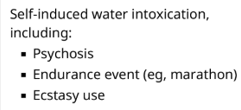 Self-induced water intoxication,
including:
▪ Psychosis
▪ Endurance event (eg, marathon)
▪ Ecstasy use